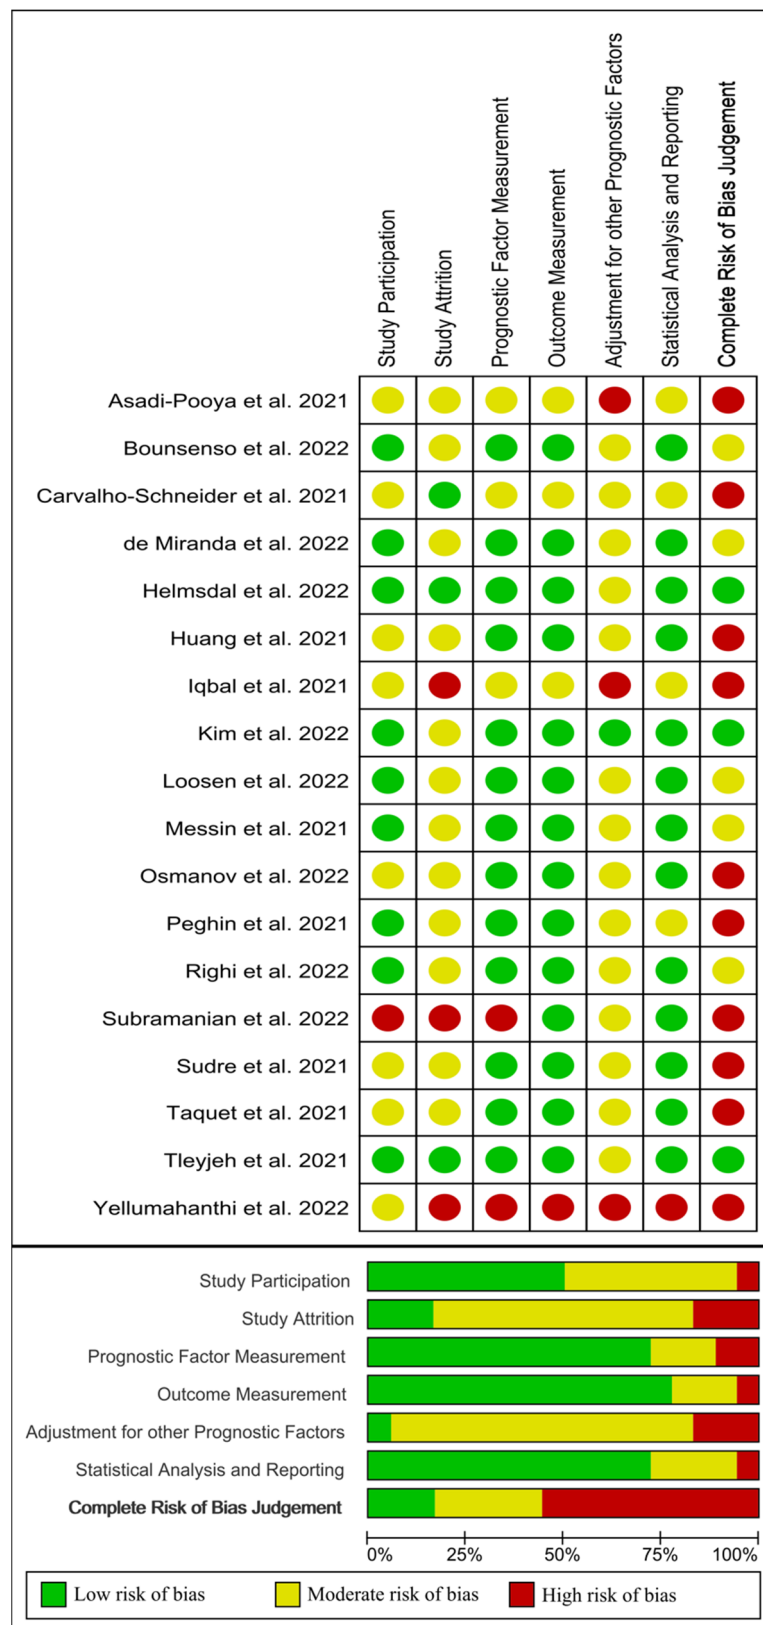 Study Participation
Study Attrition
Prognostic Factor Measurement
Outcome Measurement
Adjustment for other Prognostic Factors
Statistical Analysis and Reporting
Complete Risk of Bias Judgement
Asadi-Pooya et al. 2021
Bounsenso et al. 2022
Carvalho-Schneider et al. 2021
de Miranda et al. 2022
Helmsdal et al. 2022
Huang et al. 2021
Iqbal et al. 2021
Kim et al. 2022
Loosen et al. 2022
Messin et al. 2021
Osmanov et al. 2022
Peghin et al. 2021
Righi et al. 2022
Subramanian et al. 2022
Sudre et al. 2021
Taquet et al. 2021
Tleyjeh et al. 2021
Yellumahanthi et al. 2022
Study Participation
Study Attrition
Prognostic Factor Measurement
Outcome Measurement
Adjustment for other Prognostic Factors
Statistical Analysis and Reporting
Complete Risk of Bias Judgement
0% 25% 50% 75% 100%
Low risk of bias Moderate risk of bias High risk of bias